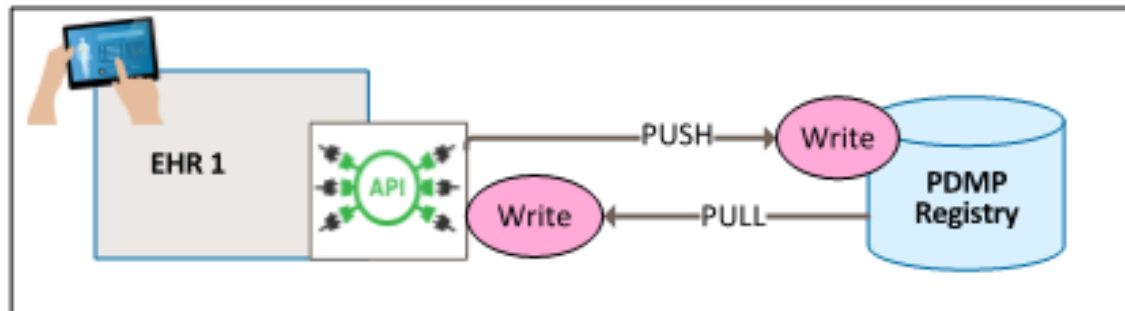 EHR 1
API
PUSH
Write
Write
PULL
PDMP
Registry